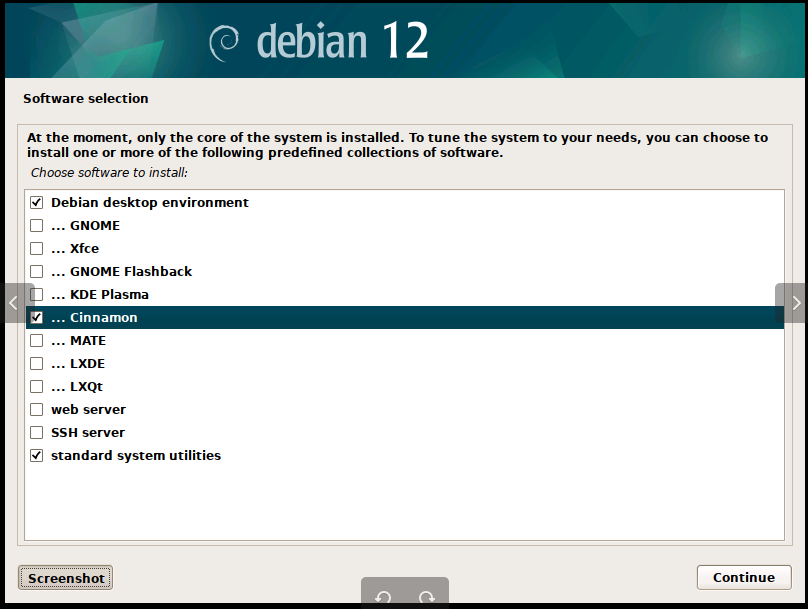 debian 12
Software selection
At the moment, only the core of the system is installed. To tune the system to your needs, you can choose to
install one or more of the following predefined collections of software.
Choose software to install:
Debian desktop environment
... GNOME
... Xfce
... GNOME Flashback
... KDE Plasma
... Cinnamon
... MATE
... LXDE
... LXQt
web server
SSH server
standard system utilities
Screenshot
Continue